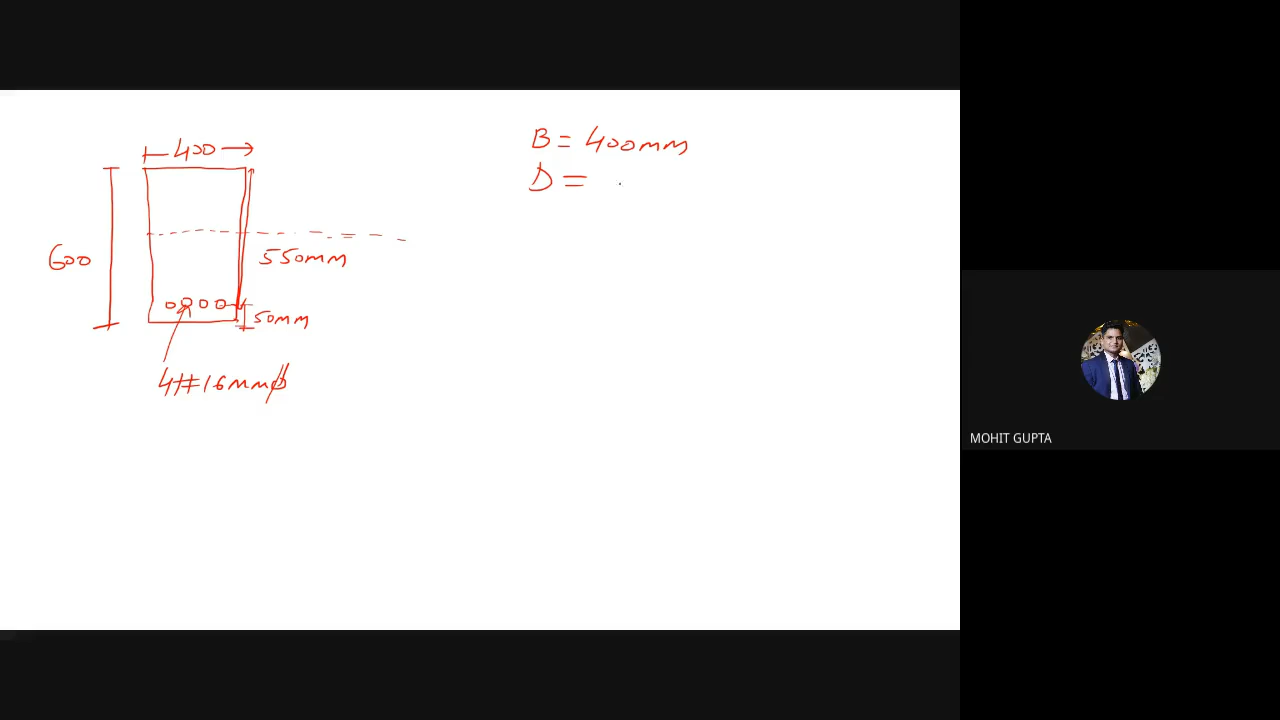 400
B = 400mm
D =
600
550mm
50mm
4#16mmφ
MOHIT GUPTA